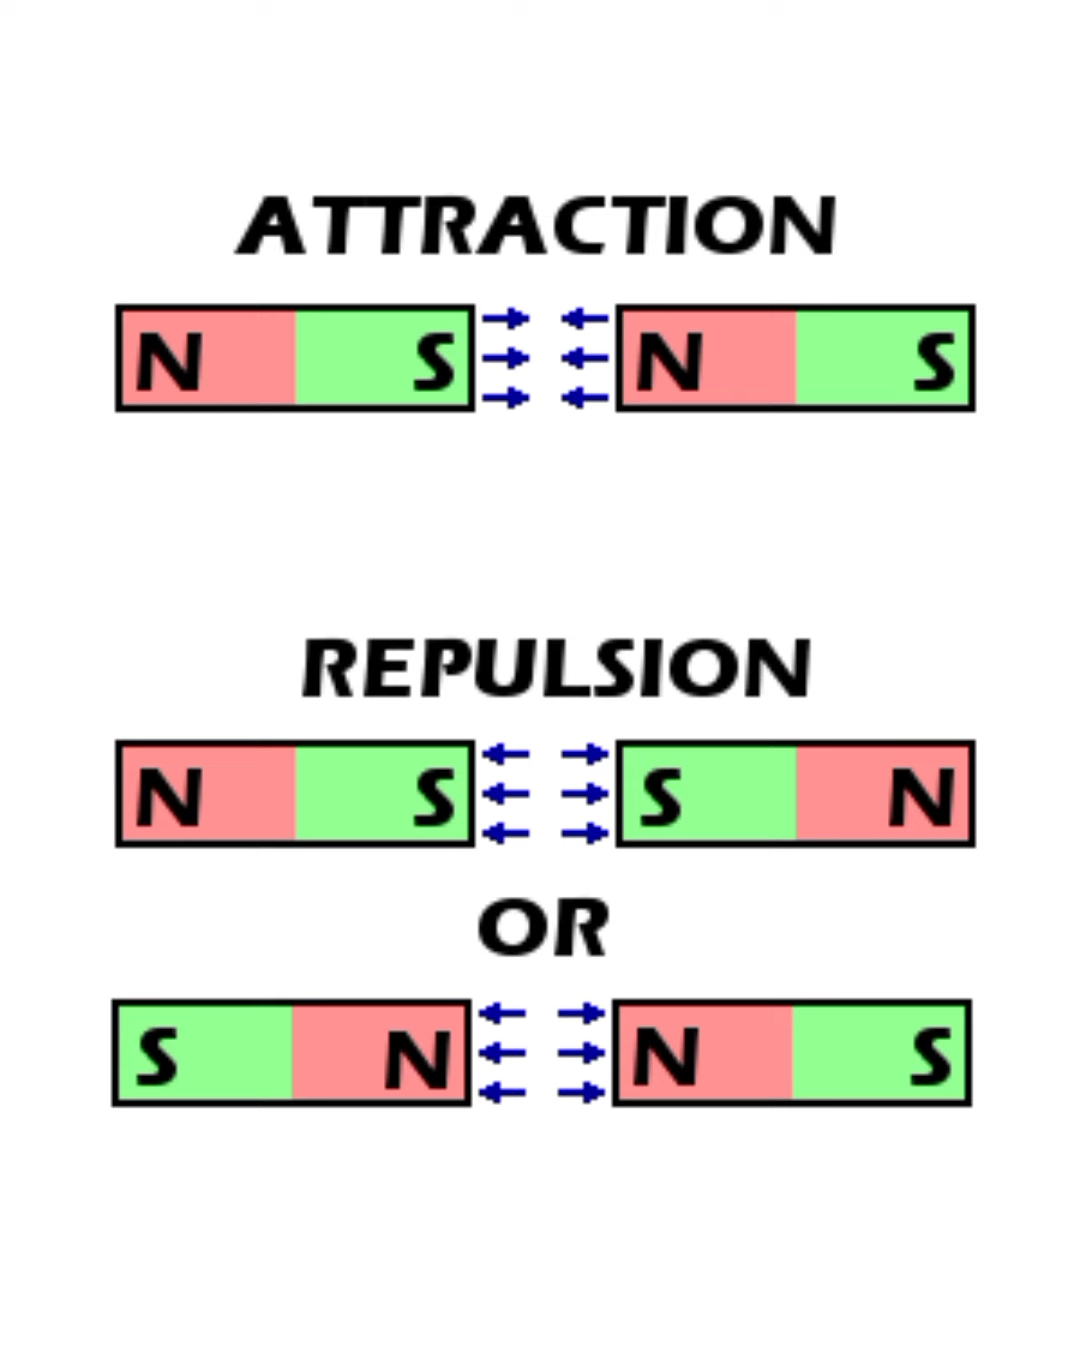 ATTRACTION
N S N S
REPULSION
N S S N
OR
S N N S